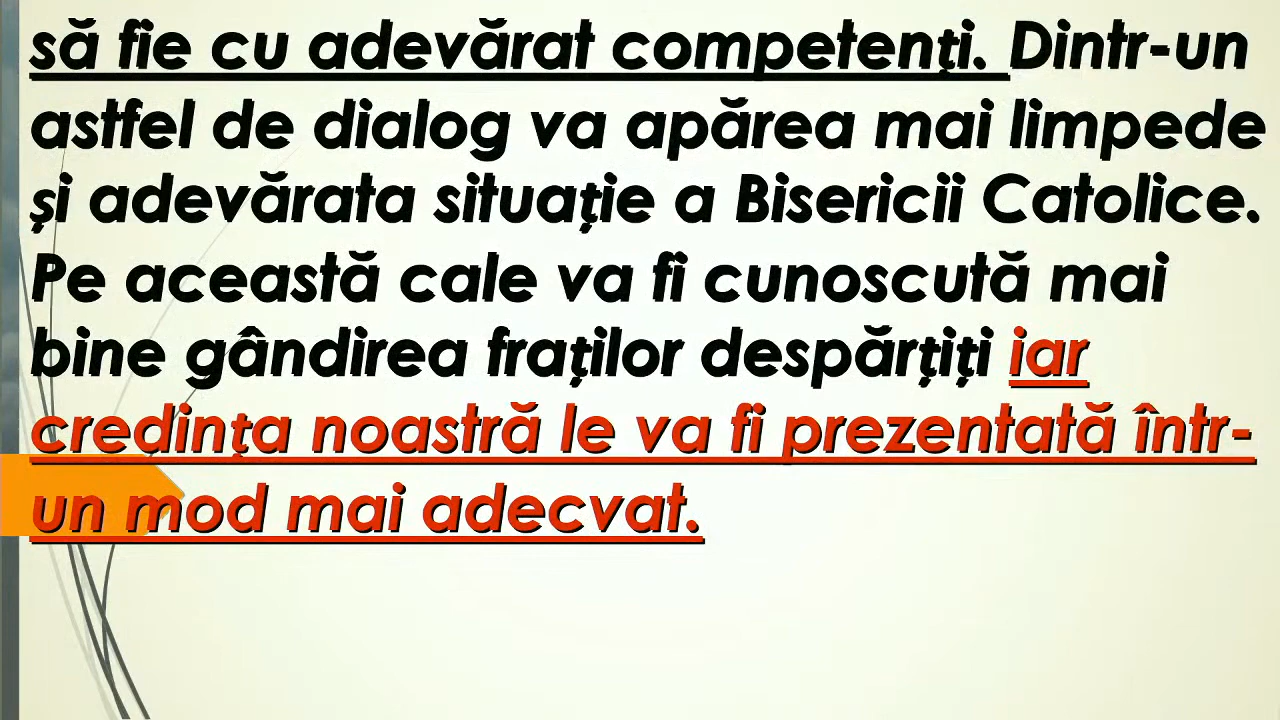 să fie cu adevărat competenţi. Dintr-un
astfel de dialog va apărea mai limpede
şi adevărata situaţie a Bisericii Catolice.
Pe această cale va fi cunoscută mai
bine gândirea fraţilor despărţiţi iar
credinţa noastră le va fi prezentată într-
un mod mai adecvat.